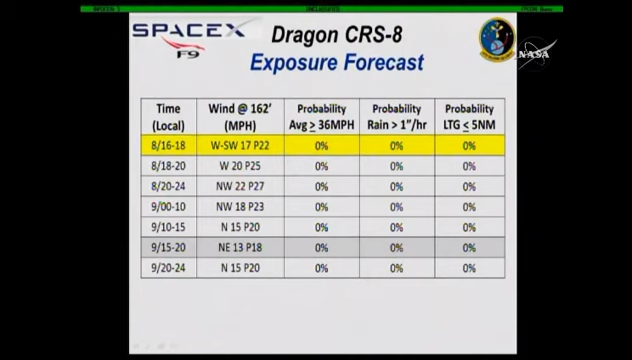 UNCLASSIFIED
SPACEX
F9
Dragon CRS-8
Exposure Forecast
NASA
Time (Local) Wind @ 162' (MPH) Probability Avg ≥ 36MPH Probability Rain > 1"/hr Probability LTG ≤ 5NM
8/16-18 W-SW 17 P22 0% 0% 0%
8/18-20 W 20 P25 0% 0% 0%
8/20-24 NW 22 P27 0% 0% 0%
9/00-10 NW 18 P23 0% 0% 0%
9/10-15 N 15 P20 0% 0% 0%
9/15-20 NE 13 P18 0% 0% 0%
9/20-24 N 15 P20 0% 0% 0%